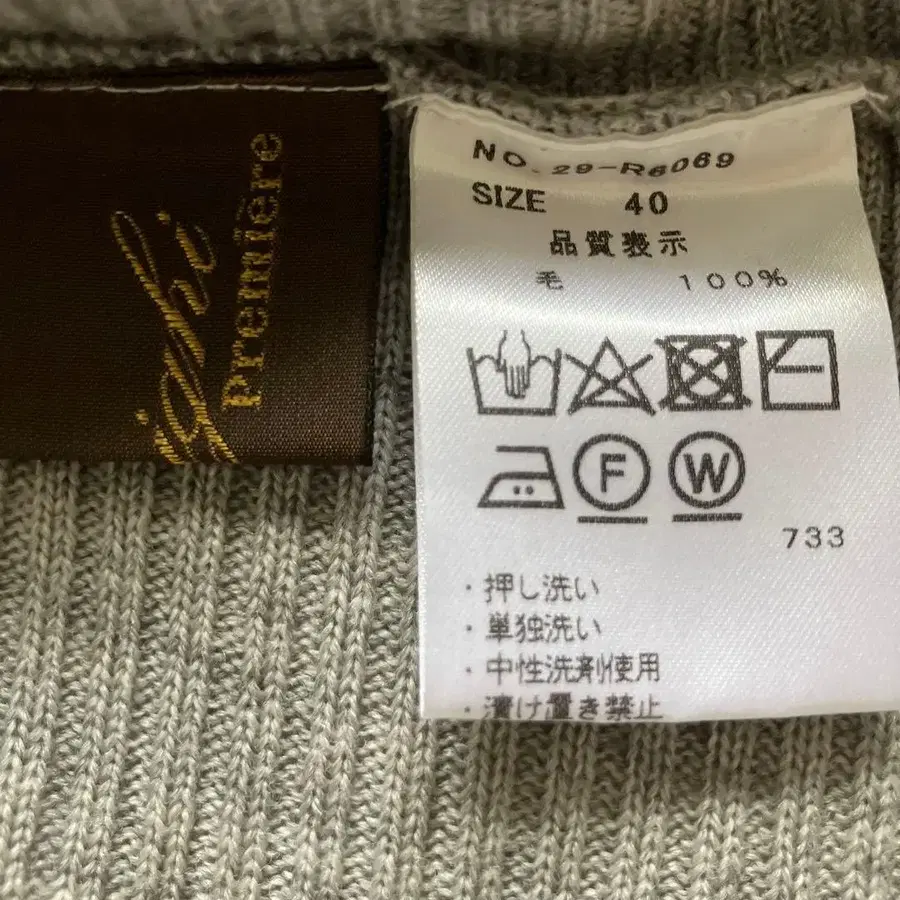 Première
NO. 29-R6069
SIZE 40
品質表示
毛 100%
F W
733
・押し洗い
・単独洗い
・中性洗剤使用
・漬け置き禁止